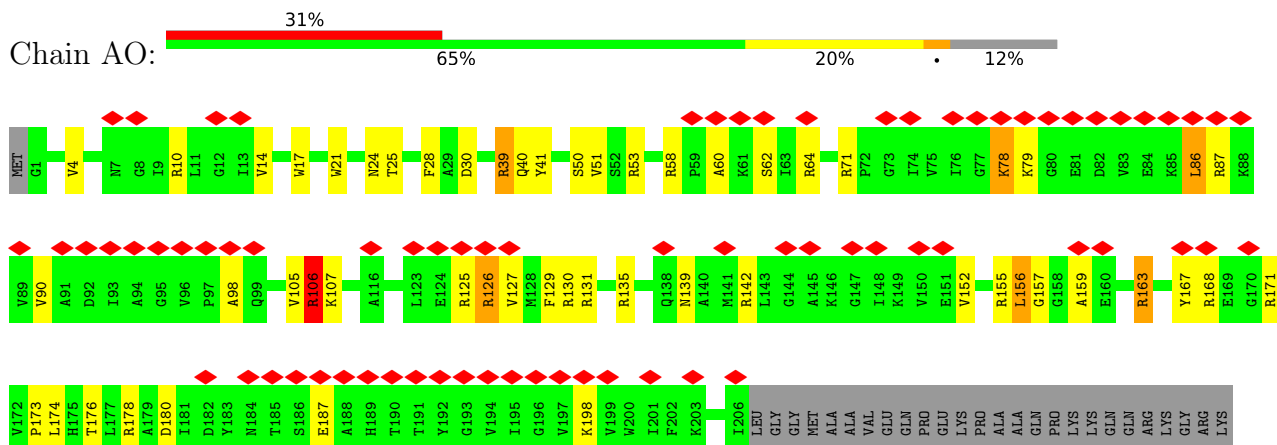 31%
Chain AO:
65% 20% • 12%
MET G1 V4 N7 G8 I9 R10 L11 G12 I13 V14 W17 W21 N24 T25 F28 A29 D30 R39 Q40 Y41 S50 V51 S52 R53 R58 P59 A60 K61 S62 I63 R64 R71 P72 G73 I74 V75 I76 G77 K78 K79 G80 E81 D82 V83 E84 K85 L86 R87 K88
V89 V90 A91 D92 I93 A94 G95 V96 P97 A98 Q99 V105 R106 K107 A116 L123 E124 R125 R126 V127 M128 F129 R130 R131 R135 Q138 N139 A140 M141 R142 L143 G144 A145 K146 G147 I148 K149 V150 E151 V152 R155 L156 G157 G158 A159 E160 R163 Y167 R168 E169 G170 R171
V172 P173 L174 H175 T176 L177 R178 A179 D180 I181 D182 Y183 N184 T185 S186 E187 A188 H189 T190 T191 Y192 G193 V194 I195 G196 V197 K198 V199 W200 I201 F202 K203 I206 LEU GLY GLY MET ALA ALA VAL GLU GLN PRO GLU LYS PRO ALA ALA GLN PRO LYS LYS GLN GLN ARG LYS GLY ARG LYS